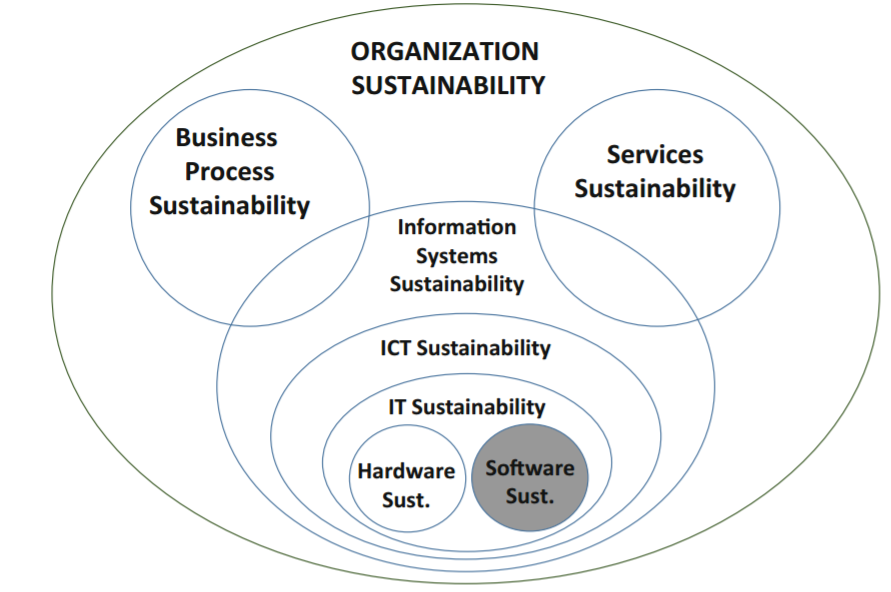 ORGANIZATION
SUSTAINABILITY
Business
Process
Sustainability
Services
Sustainability
Information
Systems
Sustainability
ICT Sustainability
IT Sustainability
Hardware
Sust.
Software
Sust.